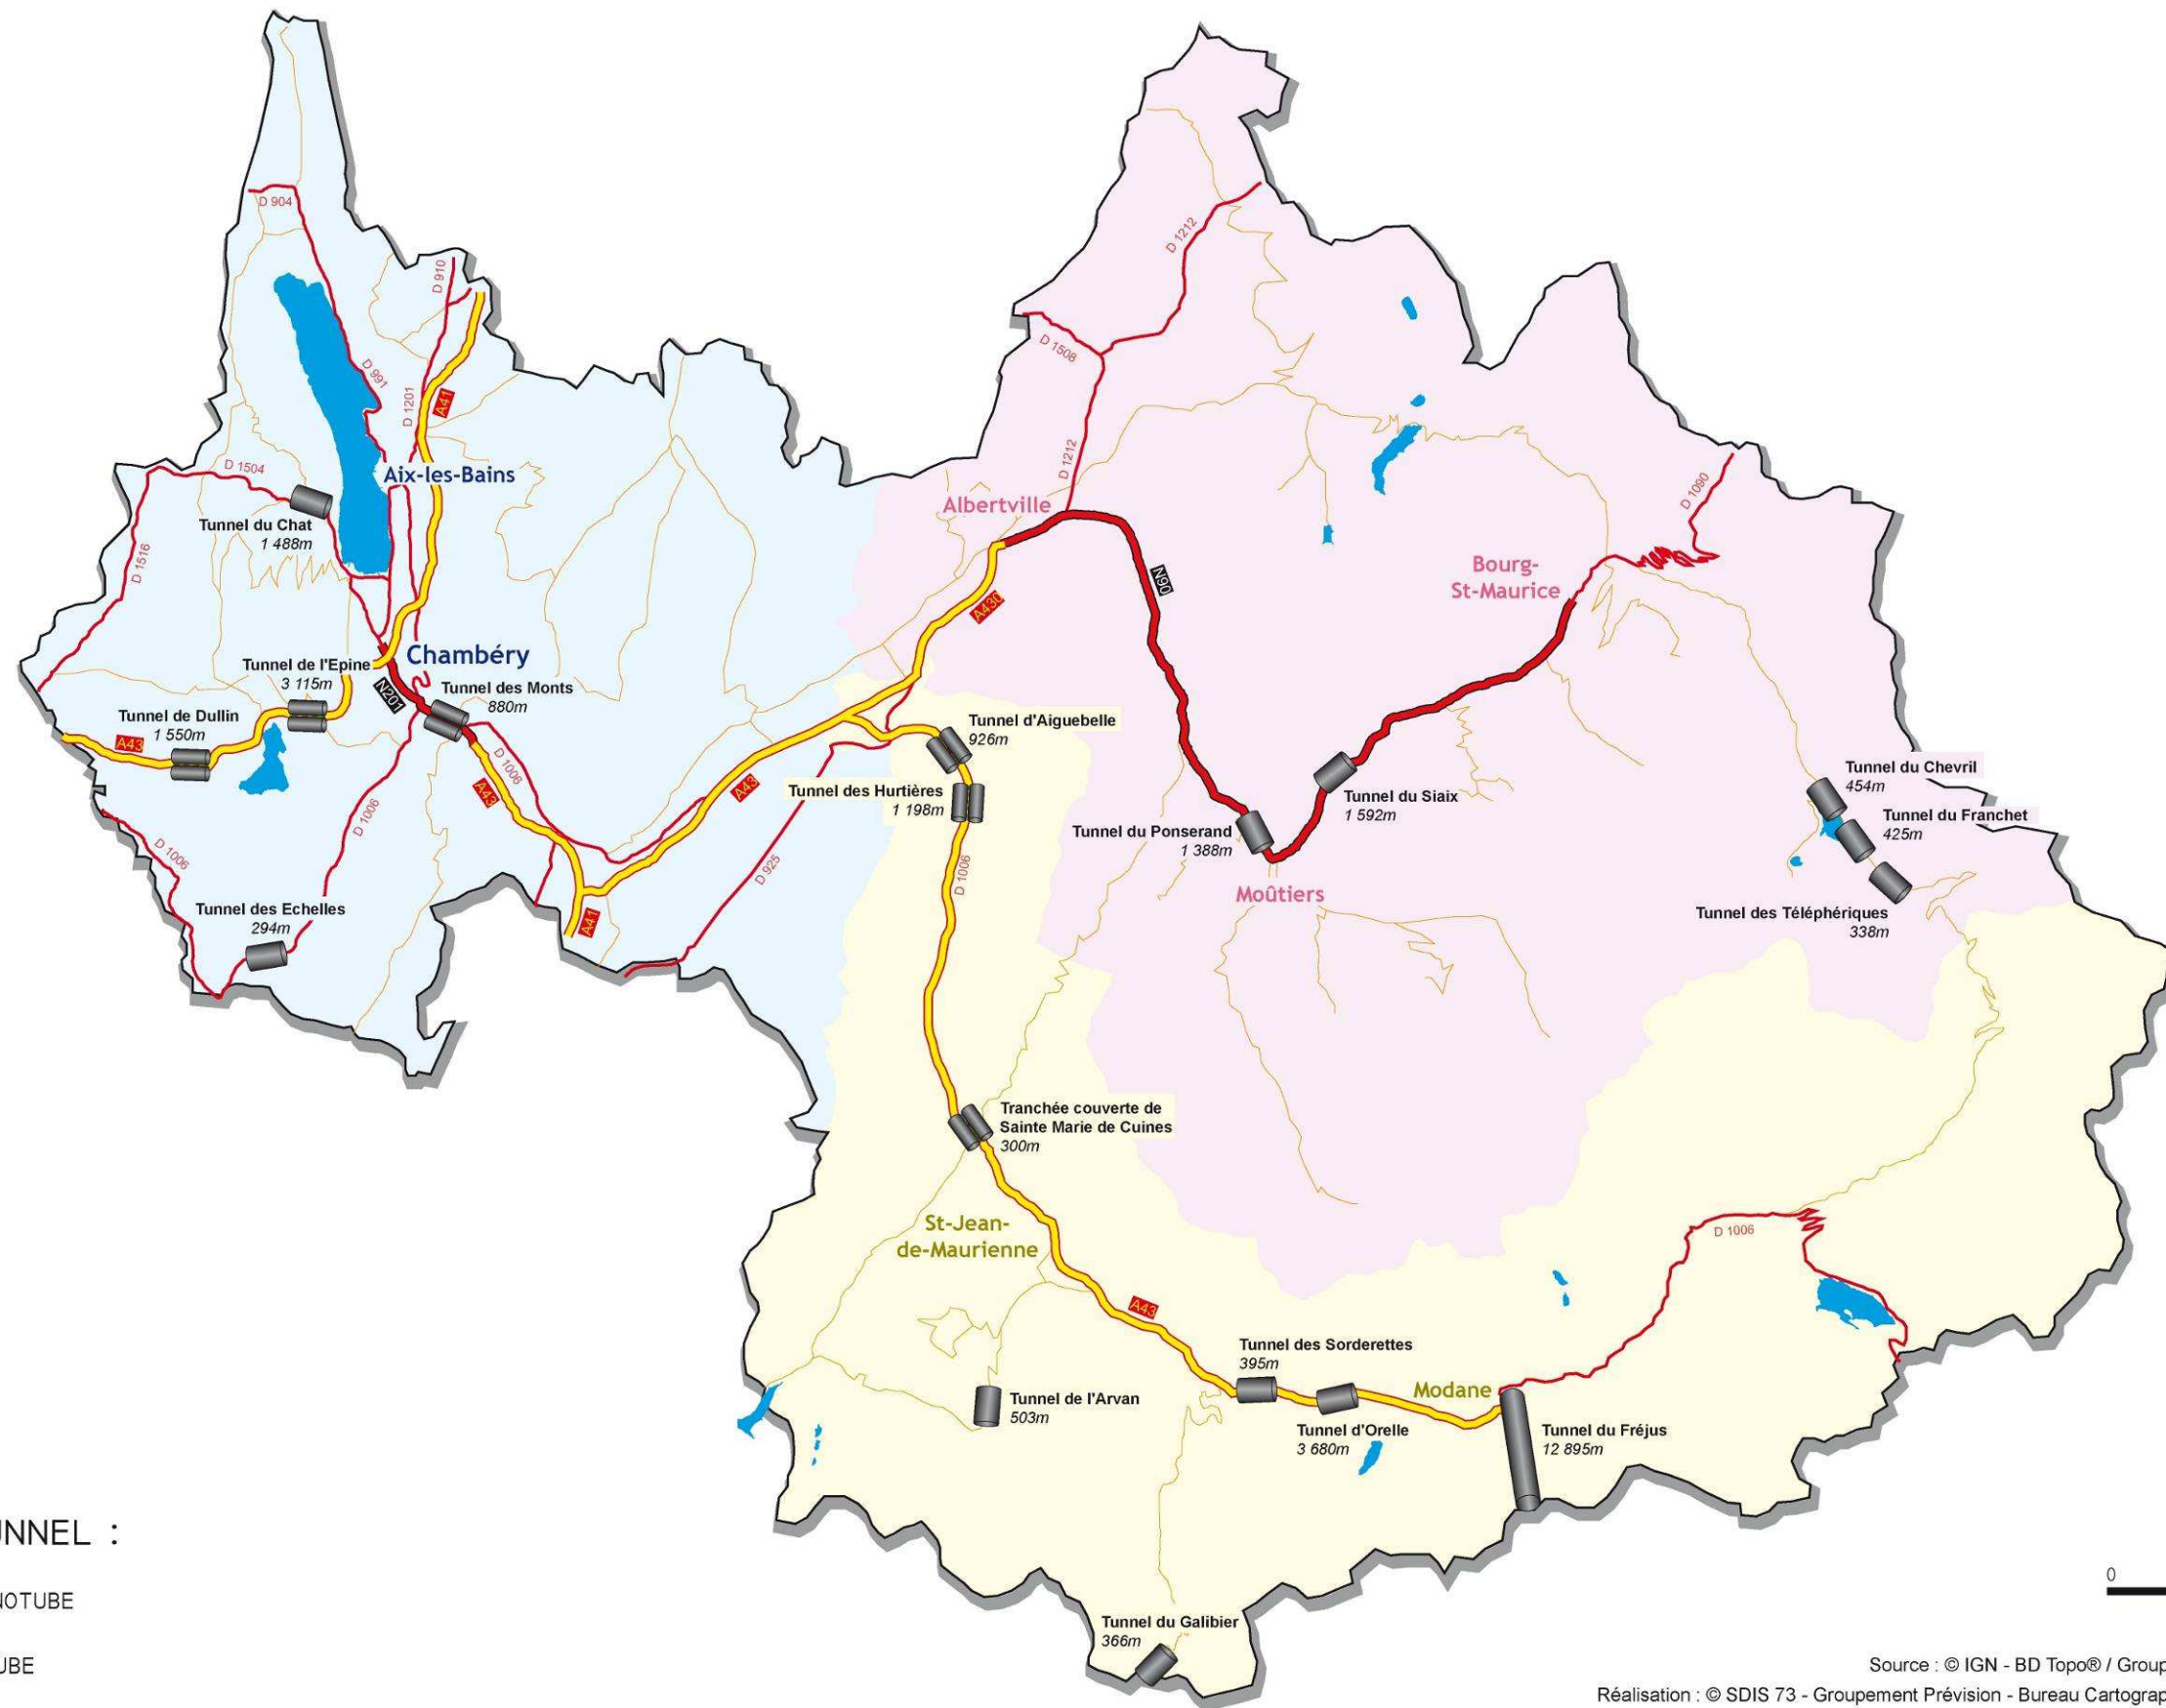 D 904
D 910
D 1212
D 1508
D 991
D 1201
A41
D 1212
D 1504
Aix-les-Bains
Albertville
D 1090
Tunnel du Chat
1 488m
D 1516
N90
Bourg-
St-Maurice
A430
Tunnel de l'Epine
3 115m
Chambéry
N201
Tunnel des Monts
880m
Tunnel de Dullin
1 550m
A43
Tunnel d'Aiguebelle
926m
D 1006
A43
A43
Tunnel des Hurtières
1 198m
Tunnel du Siaix
1 592m
Tunnel du Chevril
454m
Tunnel du Franchet
425m
D 1006
D 1006
Tunnel du Ponserand
1 388m
D 925
D 1006
Moûtiers
Tunnel des Echelles
294m
A41
Tunnel des Téléphériques
338m
Tranchée couverte de
Sainte Marie de Cuines
300m
St-Jean-
de-Maurienne
D 1006
A43
Tunnel des Sorderettes
395m
Modane
Tunnel de l'Arvan
503m
Tunnel d'Orelle
3 680m
Tunnel du Fréjus
12 895m
UNNEL :
NOTUBE
UBE
0
Tunnel du Galibier
366m
Source : © IGN - BD Topo® / Group
Réalisation : © SDIS 73 - Groupement Prévision - Bureau Cartograp